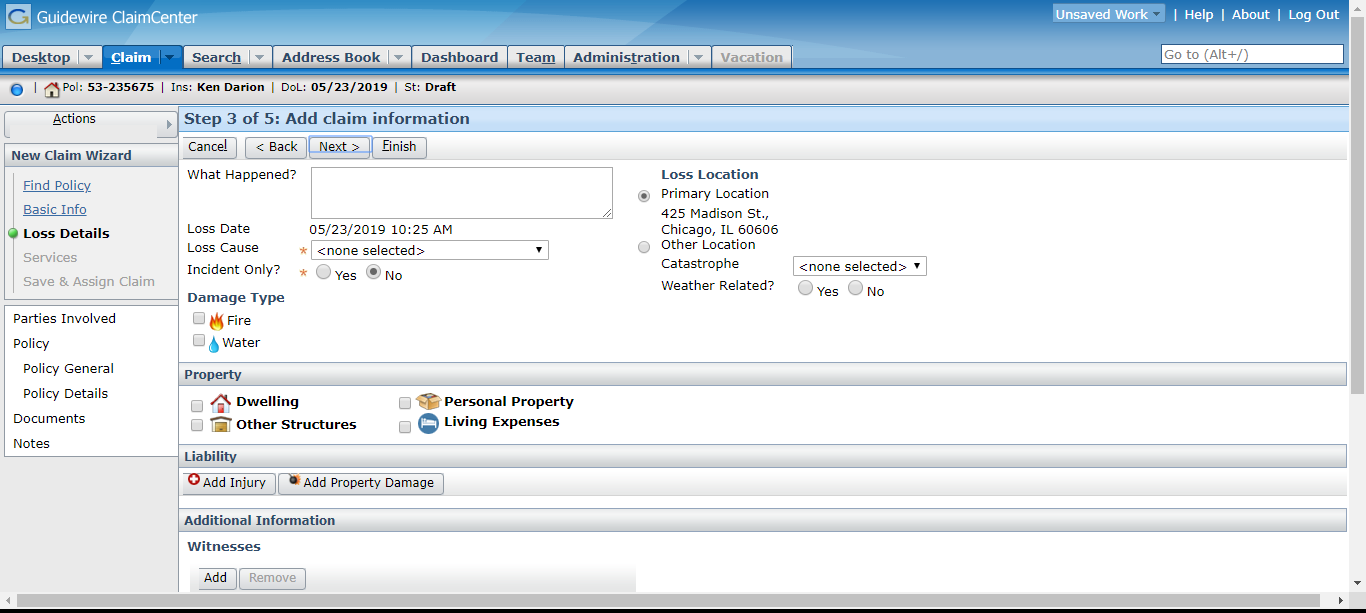 Guidewire ClaimCenter
Unsaved Work | Help | About | Log Out
Desktop Claim Search Address Book Dashboard Team Administration Vacation Go to (Alt+/)
| Pol: 53-235675 | Ins: Ken Darion | DoL: 05/23/2019 | St: Draft
Actions
New Claim Wizard
Find Policy
Basic Info
Loss Details
Services
Save & Assign Claim
Parties Involved
Policy
Policy General
Policy Details
Documents
Notes
Step 3 of 5: Add claim information
Cancel < Back Next > Finish
What Happened?
Loss Date 05/23/2019 10:25 AM
Loss Cause * <none selected>
Incident Only? * Yes No
Damage Type
Fire
Water
Loss Location
Primary Location
425 Madison St.,
Chicago, IL 60606
Other Location
Catastrophe <none selected>
Weather Related? Yes No
Property
Dwelling Personal Property
Other Structures Living Expenses
Liability
Add Injury Add Property Damage
Additional Information
Witnesses
Add Remove